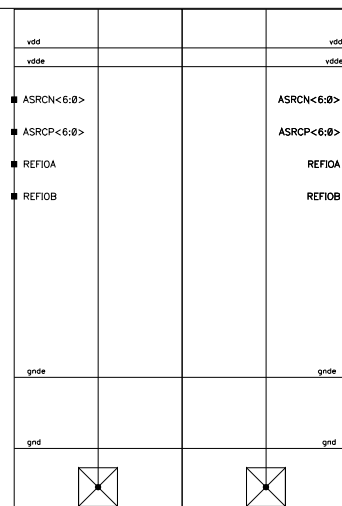 vdd vdd
vdde vdde
ASRCN<6:0> ASRCN<6:0>
ASRCP<6:0> ASRCP<6:0>
REFIOA REFIOA
REFIOB REFIOB
gnde gnde
gnd gnd